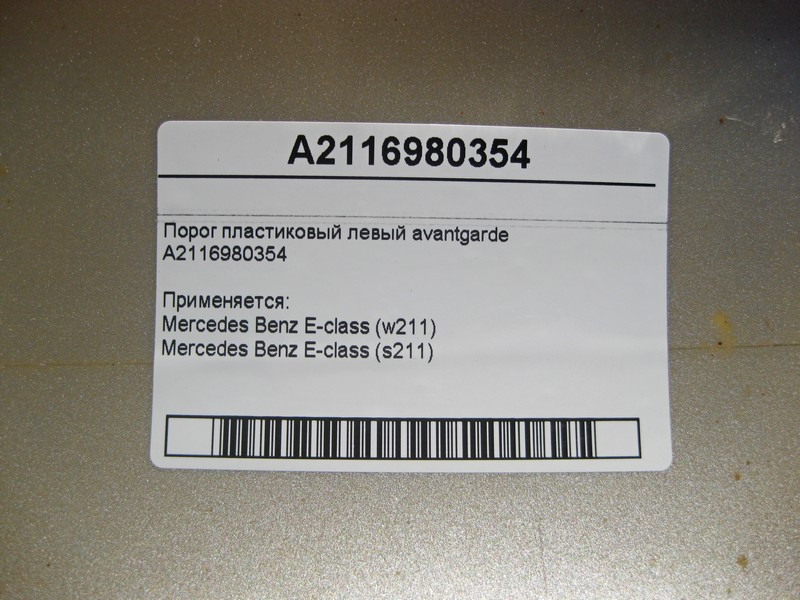 A2116980354
Порог пластиковый левый avantgarde
A2116980354
Применяется:
Mercedes Benz E-class (w211)
Mercedes Benz E-class (s211)